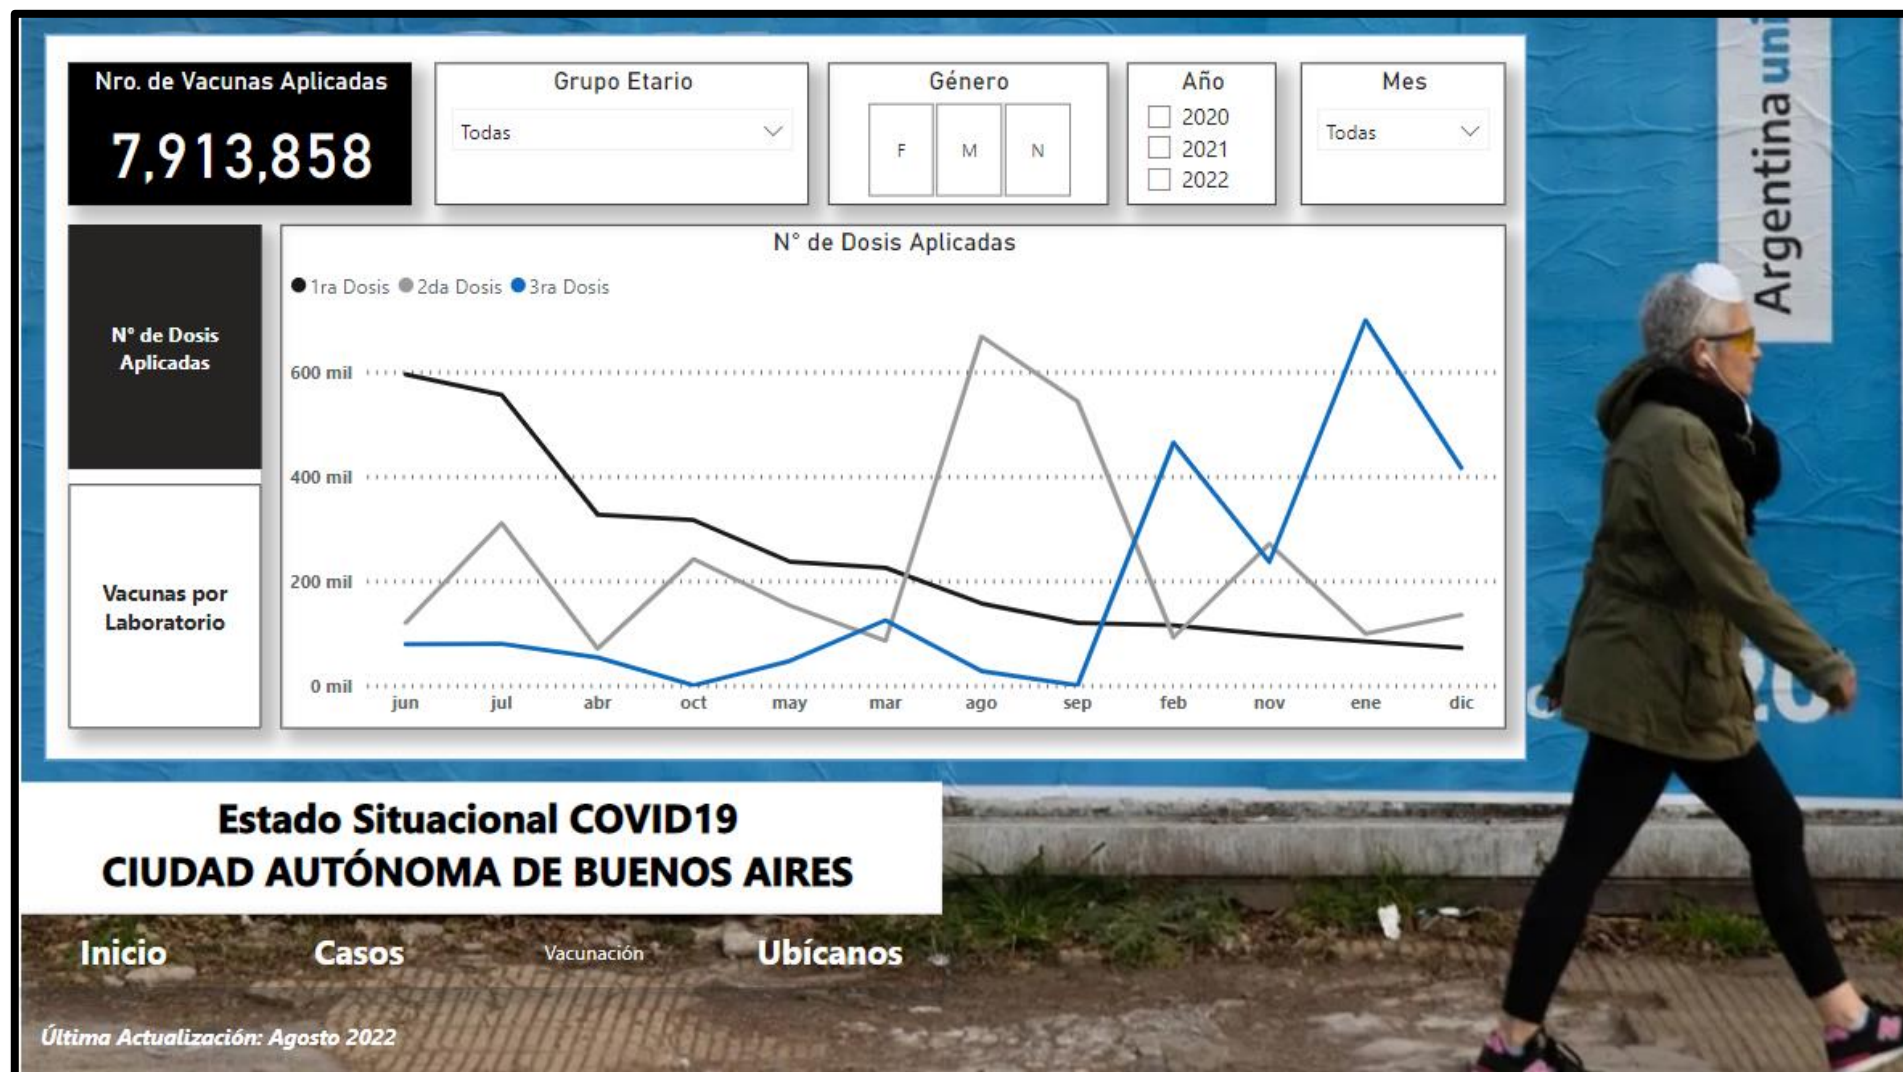 Nro. de Vacunas Aplicadas
7,913,858
Grupo Etario
Todas
Género
F M N
Año
2020
2021
2022
Mes
Todas
N° de Dosis
Aplicadas
Vacunas por
Laboratorio
N° de Dosis Aplicadas
1ra Dosis 2da Dosis 3ra Dosis
600 mil
400 mil
200 mil
0 mil
jun jul abr oct may mar ago sep feb nov ene dic
Argentina uni
Estado Situacional COVID19
CIUDAD AUTÓNOMA DE BUENOS AIRES
Inicio Casos Vacunación Ubícanos
Última Actualización: Agosto 2022